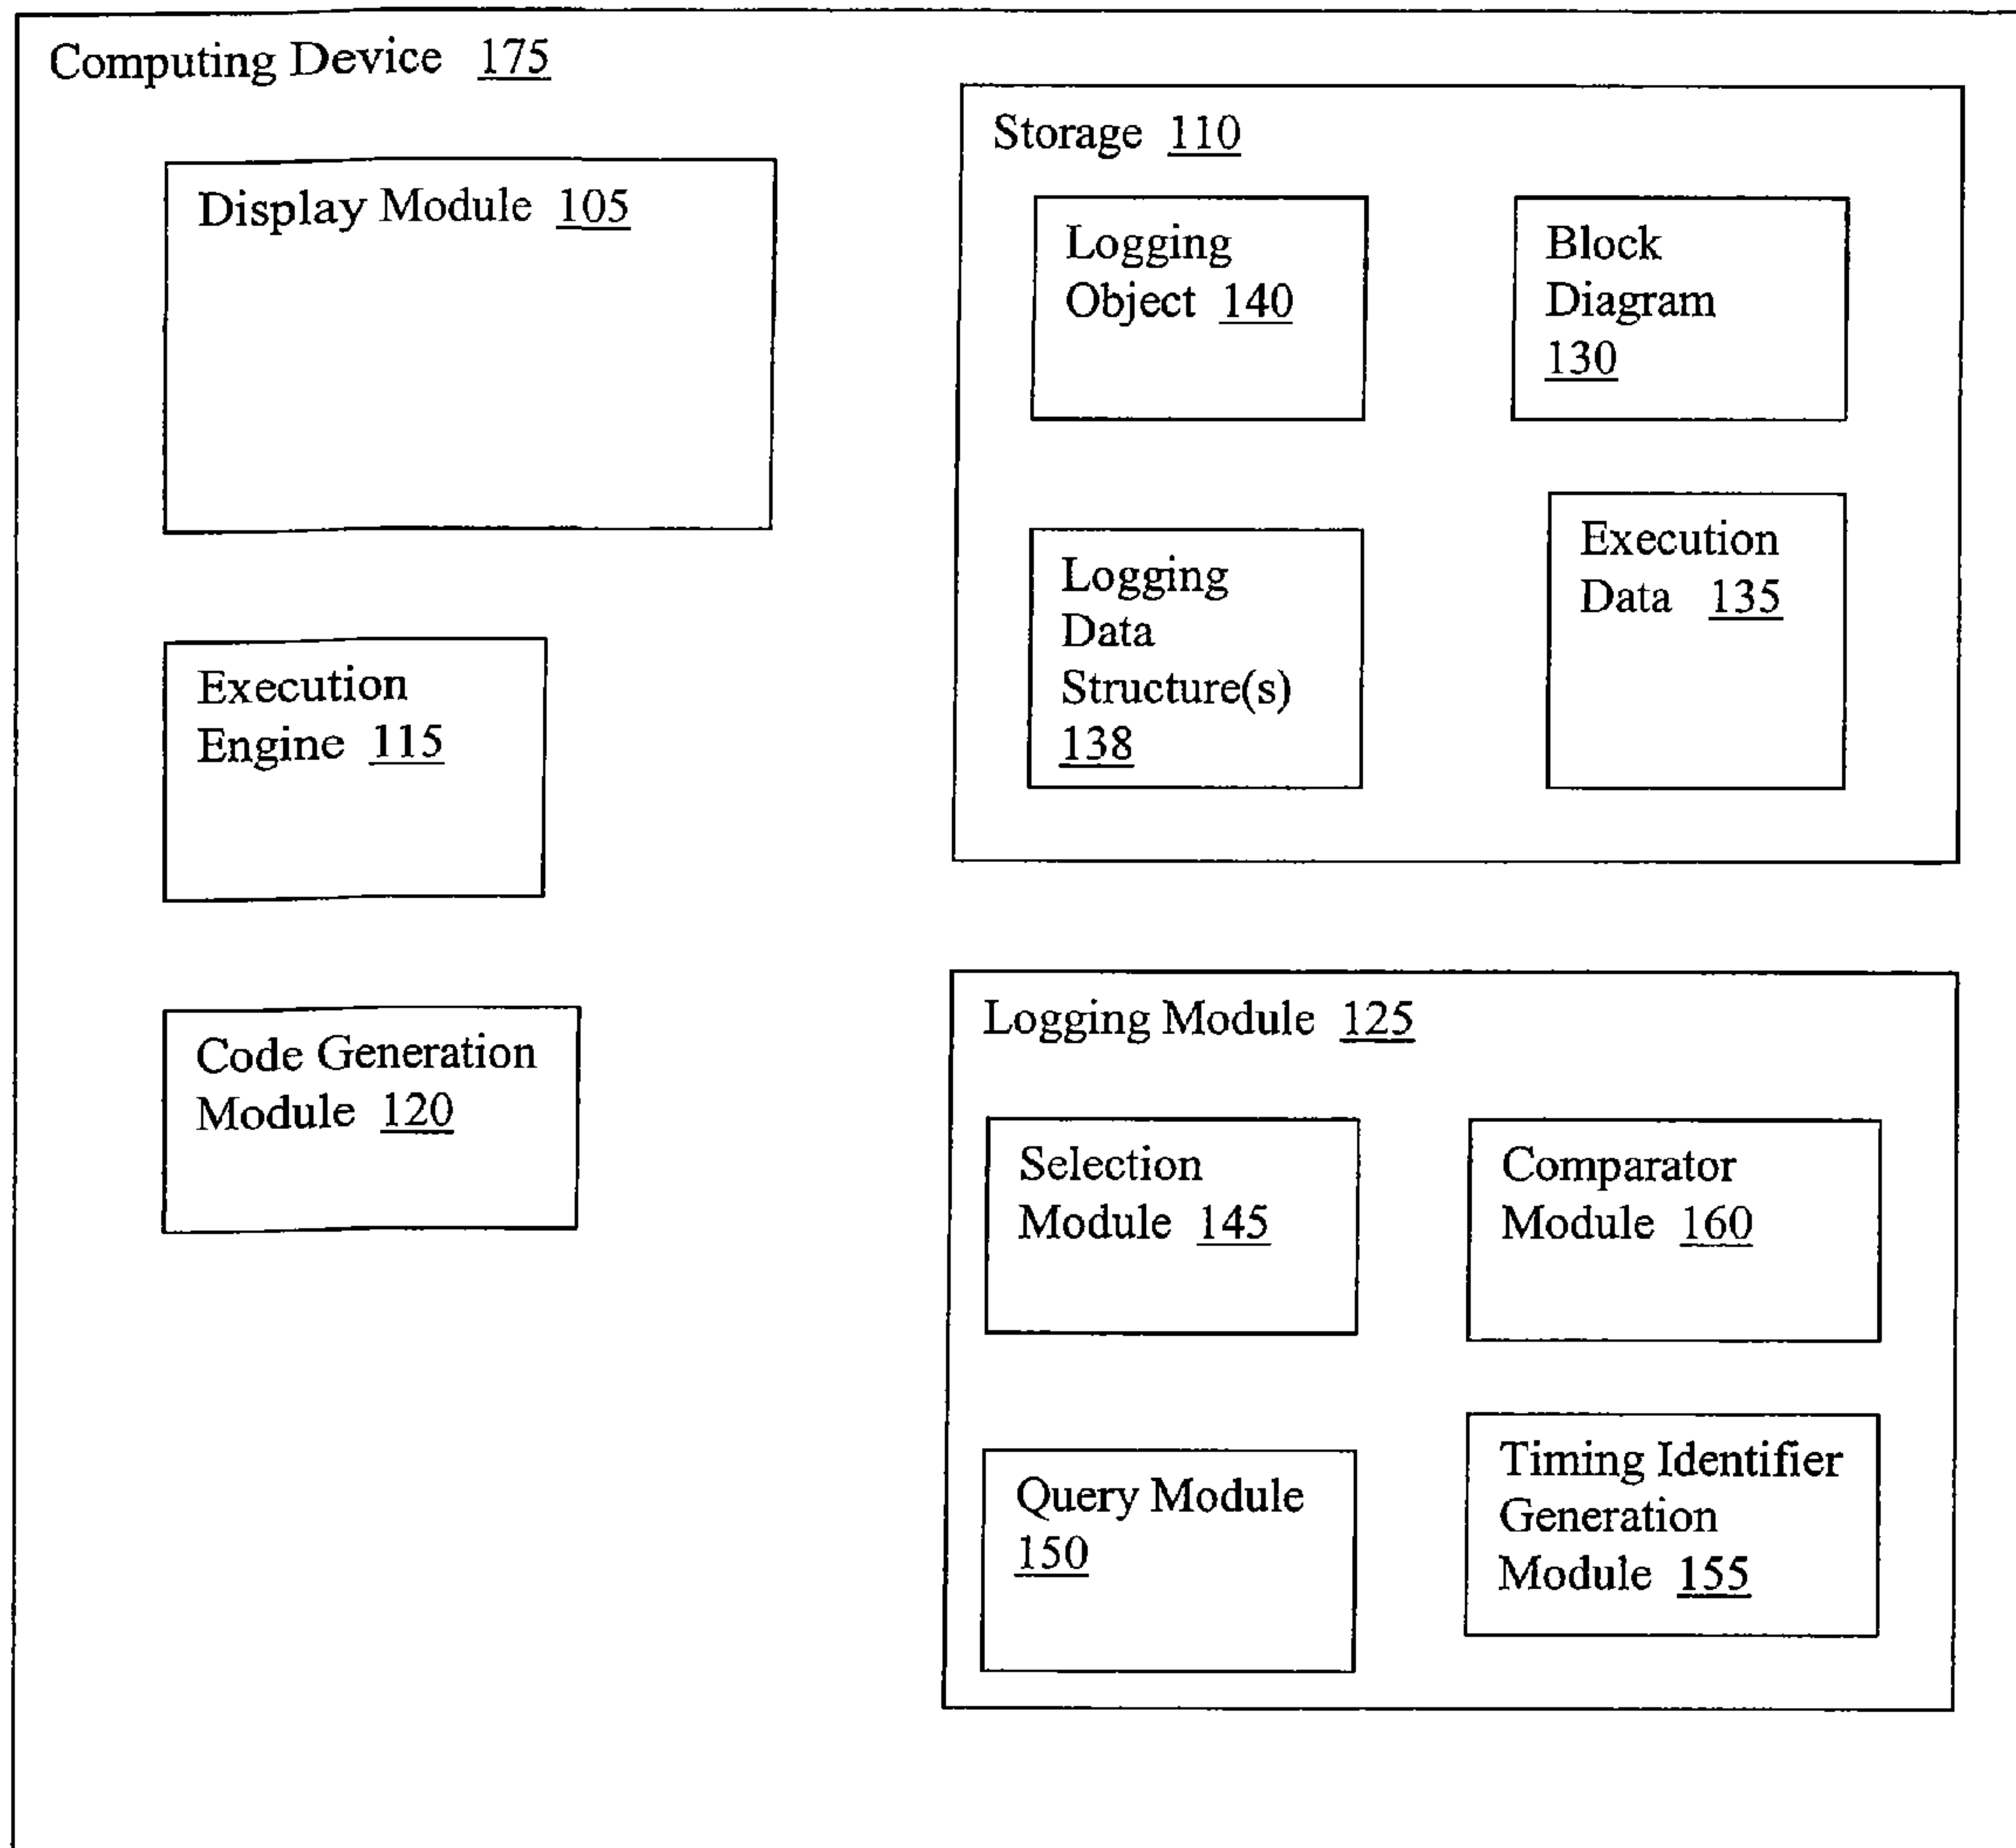 Computing Device 175
Display Module 105
Execution
Engine 115
Code Generation
Module 120
Storage 110
Logging
Object 140
Block
Diagram
130
Logging
Data
Structure(s)
138
Execution
Data 135
Logging Module 125
Selection
Module 145
Comparator
Module 160
Query Module
150
Timing Identifier
Generation
Module 155